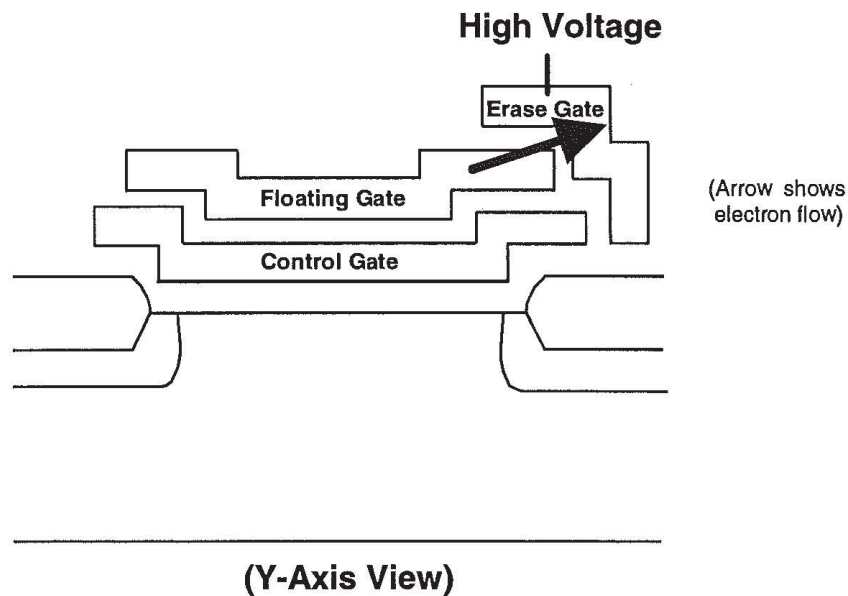 High Voltage
Erase Gate
Floating Gate
(Arrow shows
electron flow)
Control Gate
(Y-Axis View)